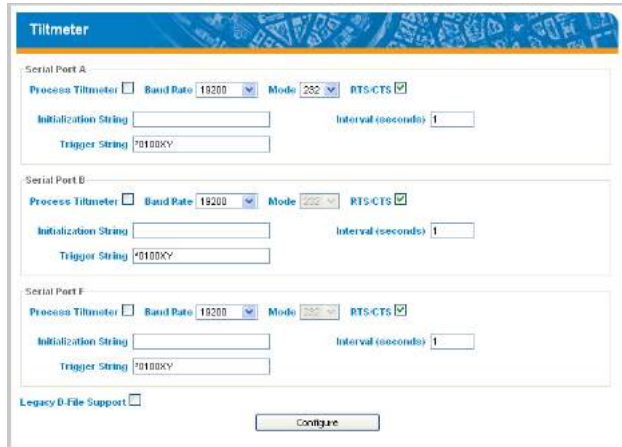 Tiltmeter
Serial Port A
Process Tiltmeter Baud Rate 19200 Mode 232 RTS/CTS
Initialization String Interval (seconds) 1
Trigger String *0100XY
Serial Port B
Process Tiltmeter Baud Rate 19200 Mode 232 RTS/CTS
Initialization String Interval (seconds) 1
Trigger String *0100XY
Serial Port F
Process Tiltmeter Baud Rate 19200 Mode 232 RTS/CTS
Initialization String Interval (seconds) 1
Trigger String *0100XY
Legacy D-File Support
Configure